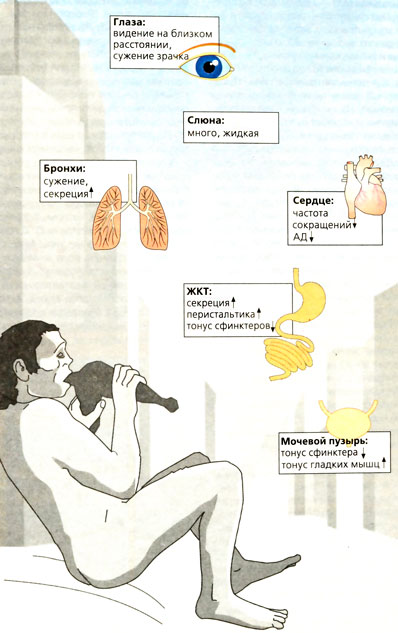 Глаза:
видение на близком
расстоянии,
сужение зрачка
Слюна:
много, жидкая
Бронхи:
сужение,
секреция↑
Сердце:
частота
сокращений↓
АД↓
ЖКТ:
секреция↑
перистальтика↑
тонус сфинктеров↓
Мочевой пузырь:
тонус сфинктера ↓
тонус гладких мышц↑